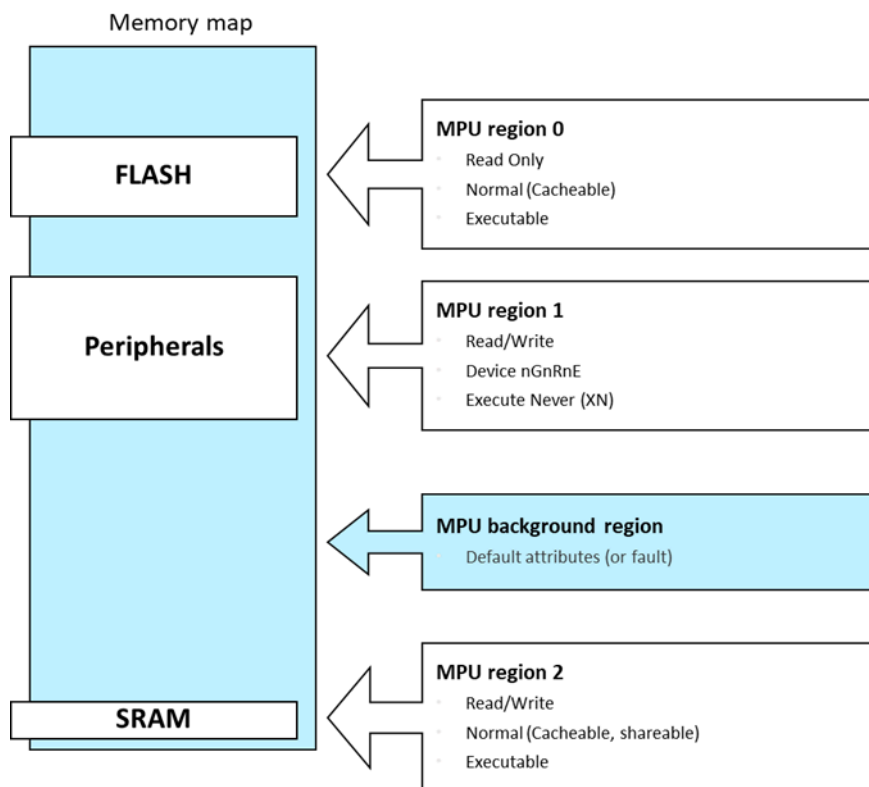 Memory map
FLASH
MPU region 0
Read Only
Normal (Cacheable)
Executable
Peripherals
MPU region 1
Read/Write
Device nGnRnE
Execute Never (XN)
MPU background region
Default attributes (or fault)
SRAM
MPU region 2
Read/Write
Normal (Cacheable, shareable)
Executable